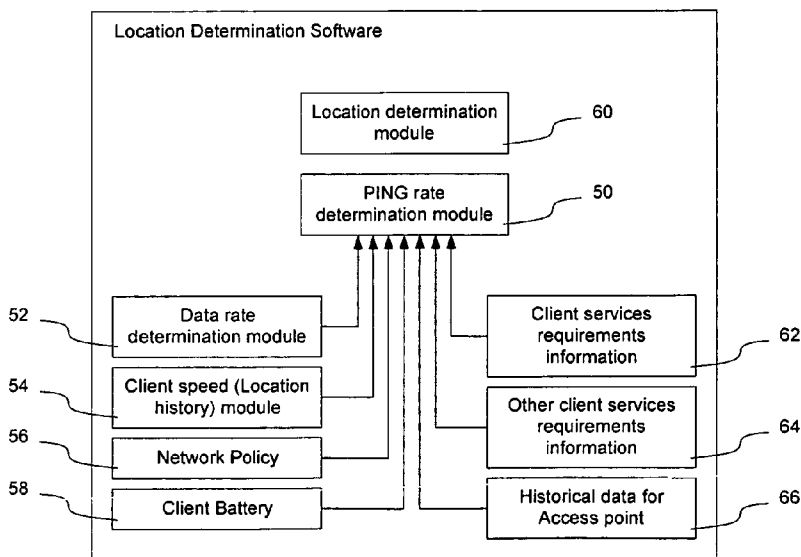 Location Determination Software
Location determination
module
60
PING rate
determination module
50
52
Data rate
determination module
54
Client speed (Location
history) module
56
Network Policy
58
Client Battery
Client services
requirements
information
62
Other client services
requirements
information
64
Historical data for
Access point
66